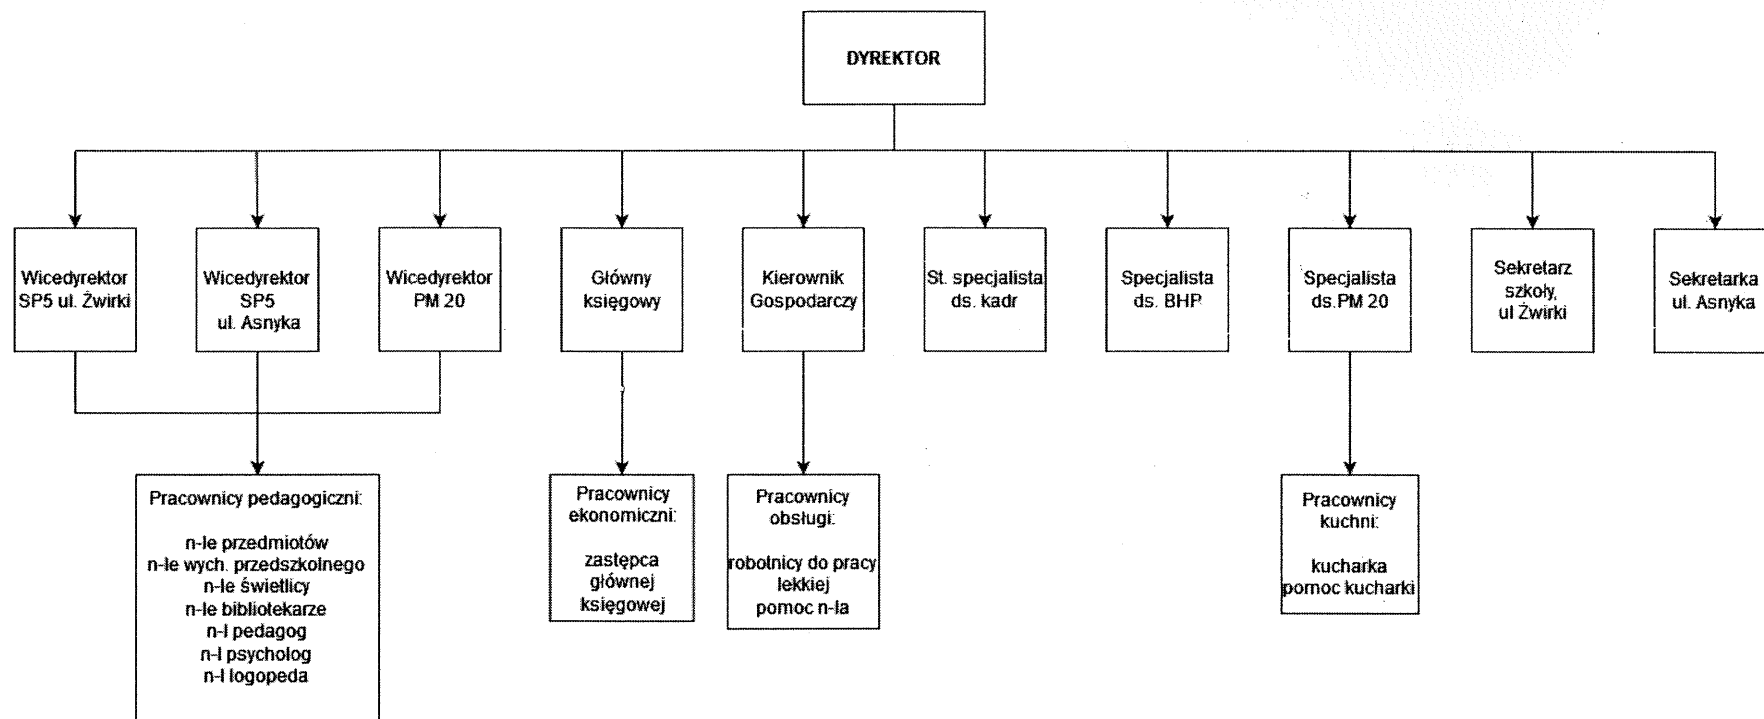 DYREKTOR
Wicedyrektor
SP5 ul. Żwirki
Wicedyrektor
SP5
ul. Asnyka
Wicedyrektor
PM 20
Główny
księgowy
Kierownik
Gospodarczy
St. specjalista
ds. kadr
Specjalista
ds. BHP
Specjalista
ds.PM 20
Sekretarz
szkoły,
ul Żwirki
Sekretarka
ul. Asnyka
Pracownicy pedagogiczni:
n-le przedmiotów
n-le wych. przedszkolnego
n-le świetlicy
n-le bibliotekarze
n-l pedagog
n-l psycholog
n-l logopeda
Pracownicy
ekonomiczni:
zastępca
głównej
księgowej
Pracownicy
obsługi:
robotnicy do pracy
lekkiej
pomoc n-la
Pracownicy
kuchni:
kucharka
pomoc kucharki